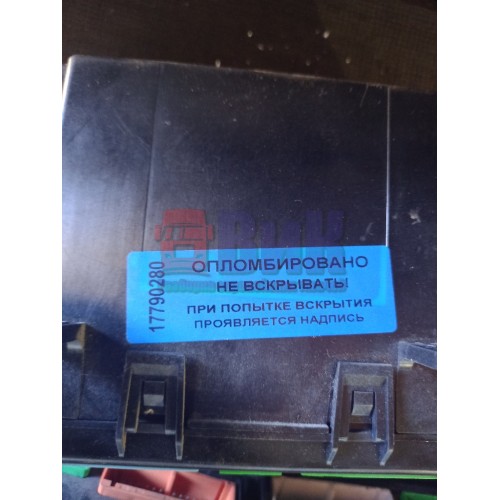 17790280
ОПЛОМБИРОВАНО
НЕ ВСКРЫВАТЬ!
ПРИ ПОПЫТКЕ ВСКРЫТИЯ
ПРОЯВЛЯЕТСЯ НАДПИСЬ